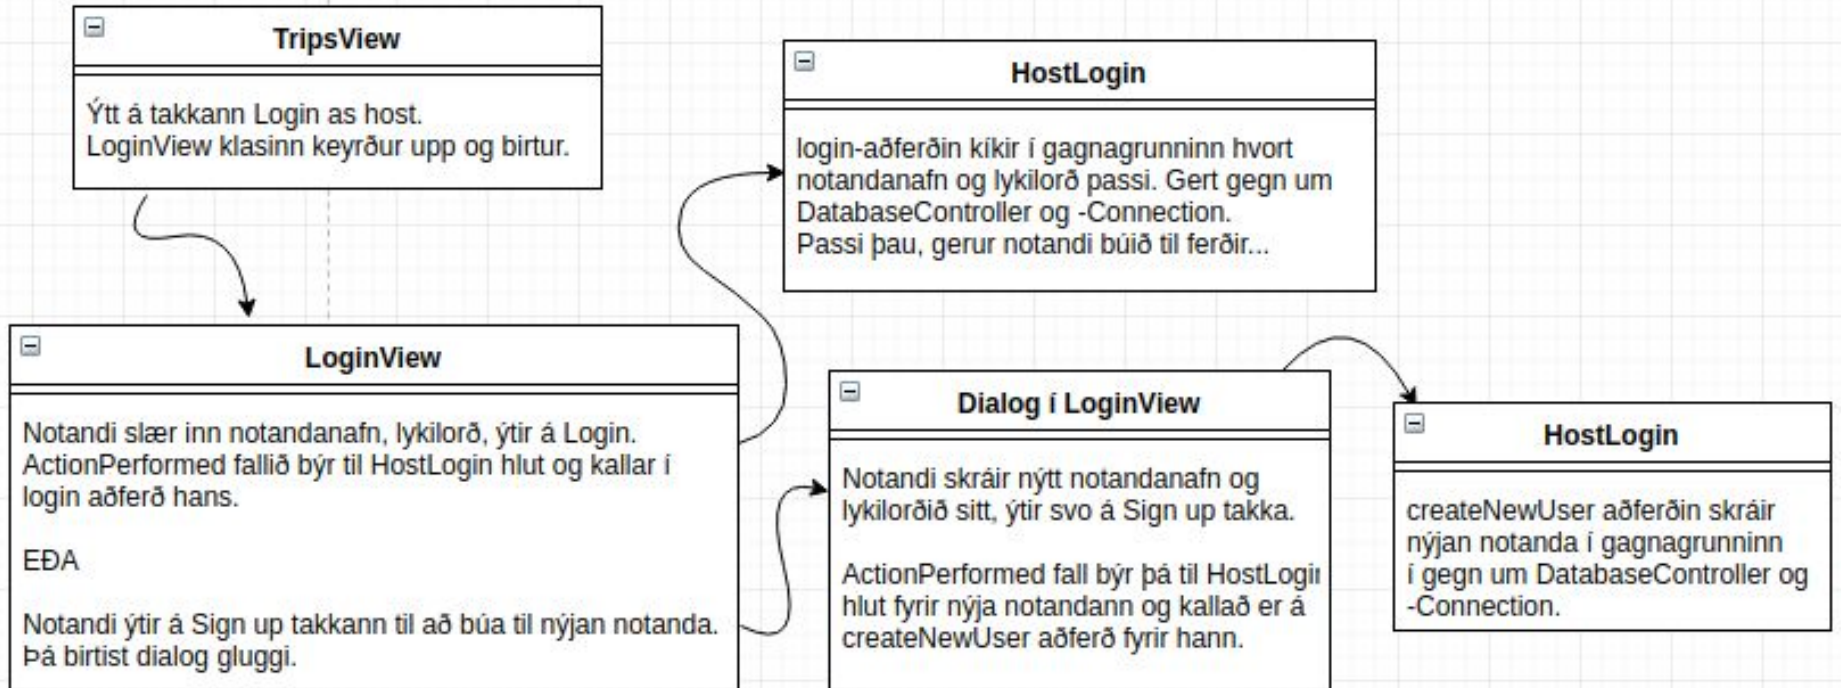 TripsView
Ýtt á takkann Login as host.
LoginView klasinn keyrður upp og birtur.
HostLogin
login-aðferðin kíkir í gagnagrunninn hvort
notandanafn og lykilorð passi. Gert gegn um
DatabaseController og -Connection.
Passi þau, gerur notandi búið til ferðir...
LoginView
Notandi slær inn notandanafn, lykilorð, ýtir á Login.
ActionPerformed fallið býr til HostLogin hlut og kallar í
login aðferð hans.
EÐA
Notandi ýtir á Sign up takkann til að búa til nýjan notanda.
Þá birtist dialog gluggi.
Dialog í LoginView
Notandi skráir nýtt notandanafn og
lykilorðið sitt, ýtir svo á Sign up takka.
ActionPerformed fall býr þá til HostLogin
hlut fyrir nýja notandann og kallað er á
createNewUser aðferð fyrir hann.
HostLogin
createNewUser aðferðin skráir
nýjan notanda í gagnagrunninn
í gegn um DatabaseController og
-Connection.